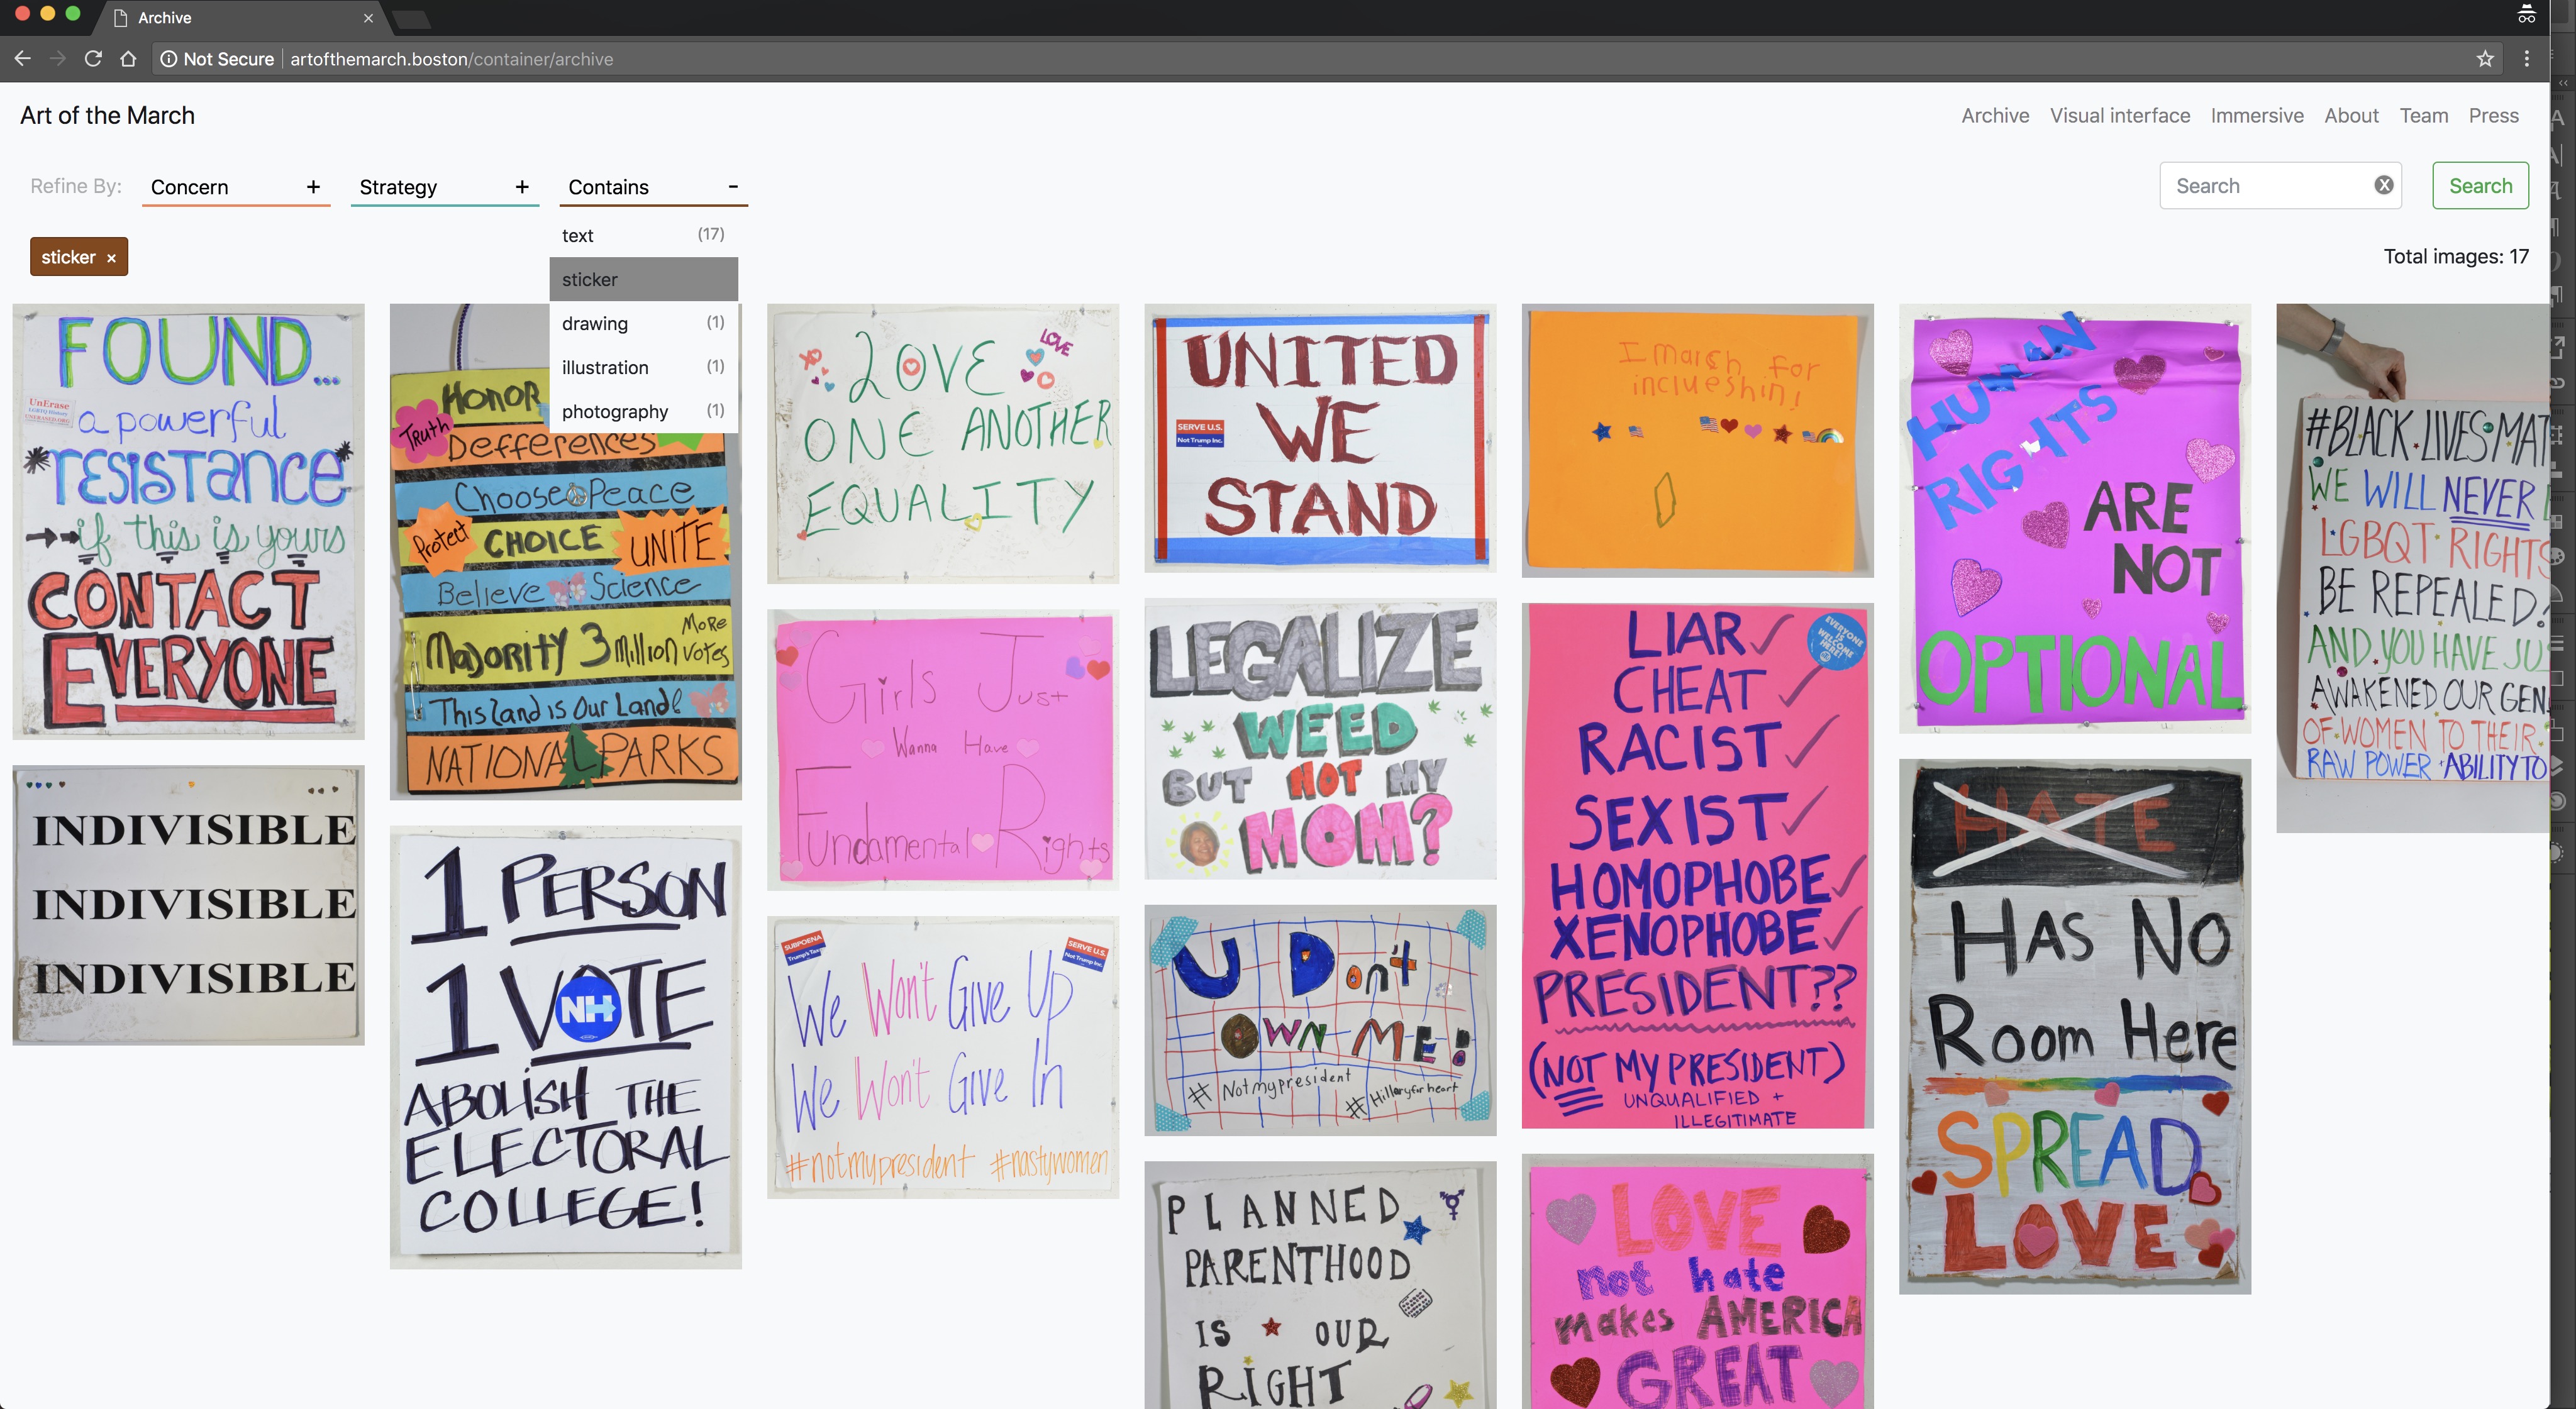 Archive
Not Secure
artofthemarch.boston/container/archive
Art of the March
Archive
Visual interface
Immersive
About
Team
Press
Refine By:
Concern +
Strategy +
Contains -
Search
Search
sticker ×
Total images: 17
text (17)
sticker
drawing (1)
illustration (1)
photography (1)
FOUND...
UnErase
LGBTQ History
a powerful
resistance
if this is yours
CONTACT
EVERYONE
INDIVISIBLE
INDIVISIBLE
INDIVISIBLE
Honor
Truth
Defferences
Choose Peace
Protect
CHOICE
UNITE
Believe Science
Majority 3 million More Votes
This Land is Our Land!
NATIONAL PARKS
1 PERSON
1 VOTE
NH
ABOLISH THE
ELECTORAL
COLLEGE!
XO
LOVE
LOVE
ONE ANOTHER
EQUALITY
Girls Just
Wanna Have
Fundamental Rights
SUBPOENA
Trump's Tax
SERVE U.S.
Not Trump Inc.
We Won't Give Up
We Won't Give In
#notmypresident #nastywomen
UNITED
SERVE U.S.
Not Trump Inc.
WE
STAND
LEGALIZE
WEED
BUT NOT MY
MOM?
U Don't
OWN ME!
# Notmypresident
# Hillaryforheart
PLANNED
PARENTHOOD
IS OUR
RIGHT
I march for
inclueshin!
LIAR ✓
EVERYONE
IS
WELCOME
HERE!
CHEAT ✓
RACIST ✓
SEXIST ✓
HOMOPHOBE ✓
XENOPHOBE ✓
PRESIDENT??
(NOT MY PRESIDENT)
UNQUALIFIED +
ILLEGITIMATE
LOVE
not hate
makes AMERICA
GREAT
HUMAN
RIGHTS
ARE
NOT
OPTIONAL
HATE
HAS NO
ROOM HERE
SPREAD
LOVE
#BLACK LIVES MAT
WE WILL NEVER
LGBQT RIGHTS
BE REPEALED!
AND YOU HAVE JUS
AWAKENED OUR GEN
OF WOMEN TO THEIR
RAW POWER + ABILITY TO